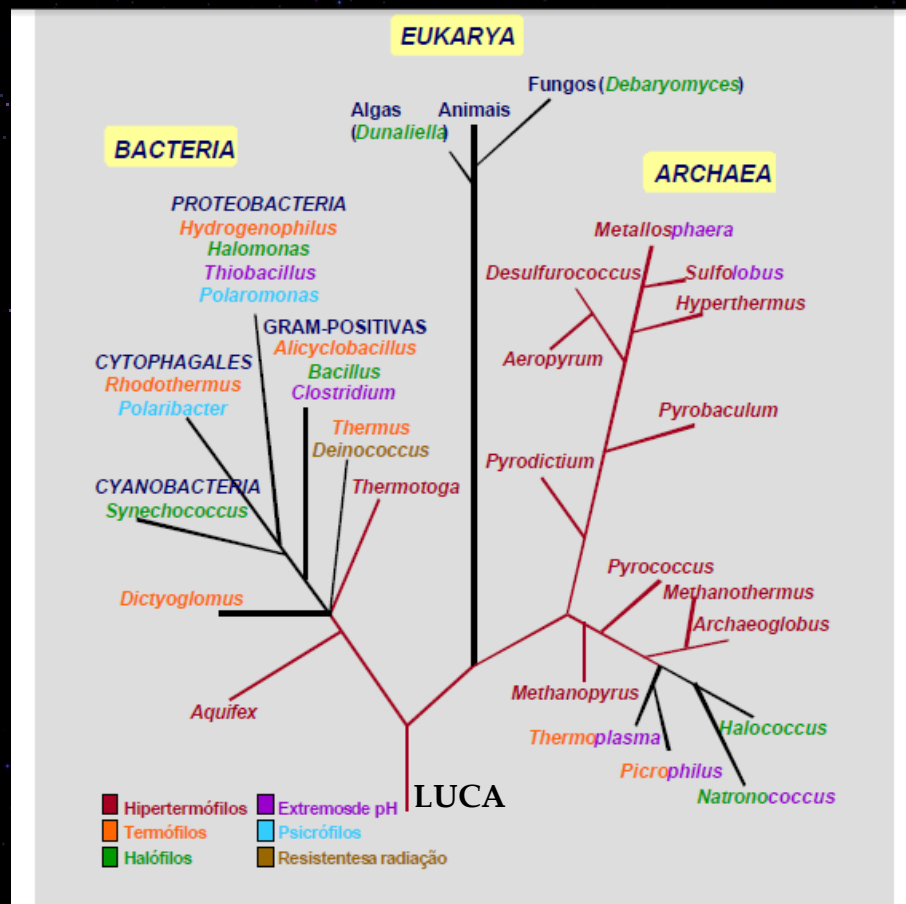 EUKARYA
Fungos (Debaryomyces)
Algas
(Dunaliella)
Animais
BACTERIA
ARCHAEA
PROTEOBACTERIA
Hydrogenophilus
Halomonas
Thiobacillus
Polaromonas
GRAM-POSITIVAS
Alicyclobacillus
Bacillus
Clostridium
CYTOPHAGALES
Rhodothermus
Polaribacter
Thermus
Deinococcus
Thermotoga
CYANOBACTERIA
Synechococcus
Dictyoglomus
Aquifex
Metallosphaera
Desulfurococcus
Sulfolobus
Hyperthermus
Aeropyrum
Pyrobaculum
Pyrodictium
Pyrococcus
Methanothermus
Archaeoglobus
Methanopyrus
Thermoplasma
Halococcus
Picrophilus
Natronococcus
LUCA
Hipertermófilos
Extremosde pH
Termófilos
Psicrófilos
Halófilos
Resistentesa radiação